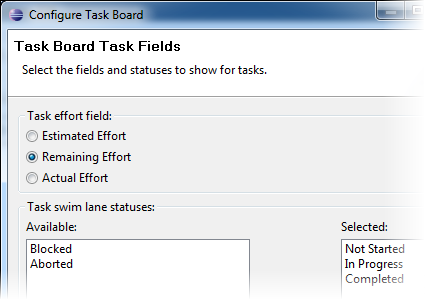 Configure Task Board
Task Board Task Fields
Select the fields and statuses to show for tasks.
Task effort field:
Estimated Effort
Remaining Effort
Actual Effort
Task swim lane statuses:
Available:
Selected:
Blocked
Not Started
Aborted
In Progress
Completed